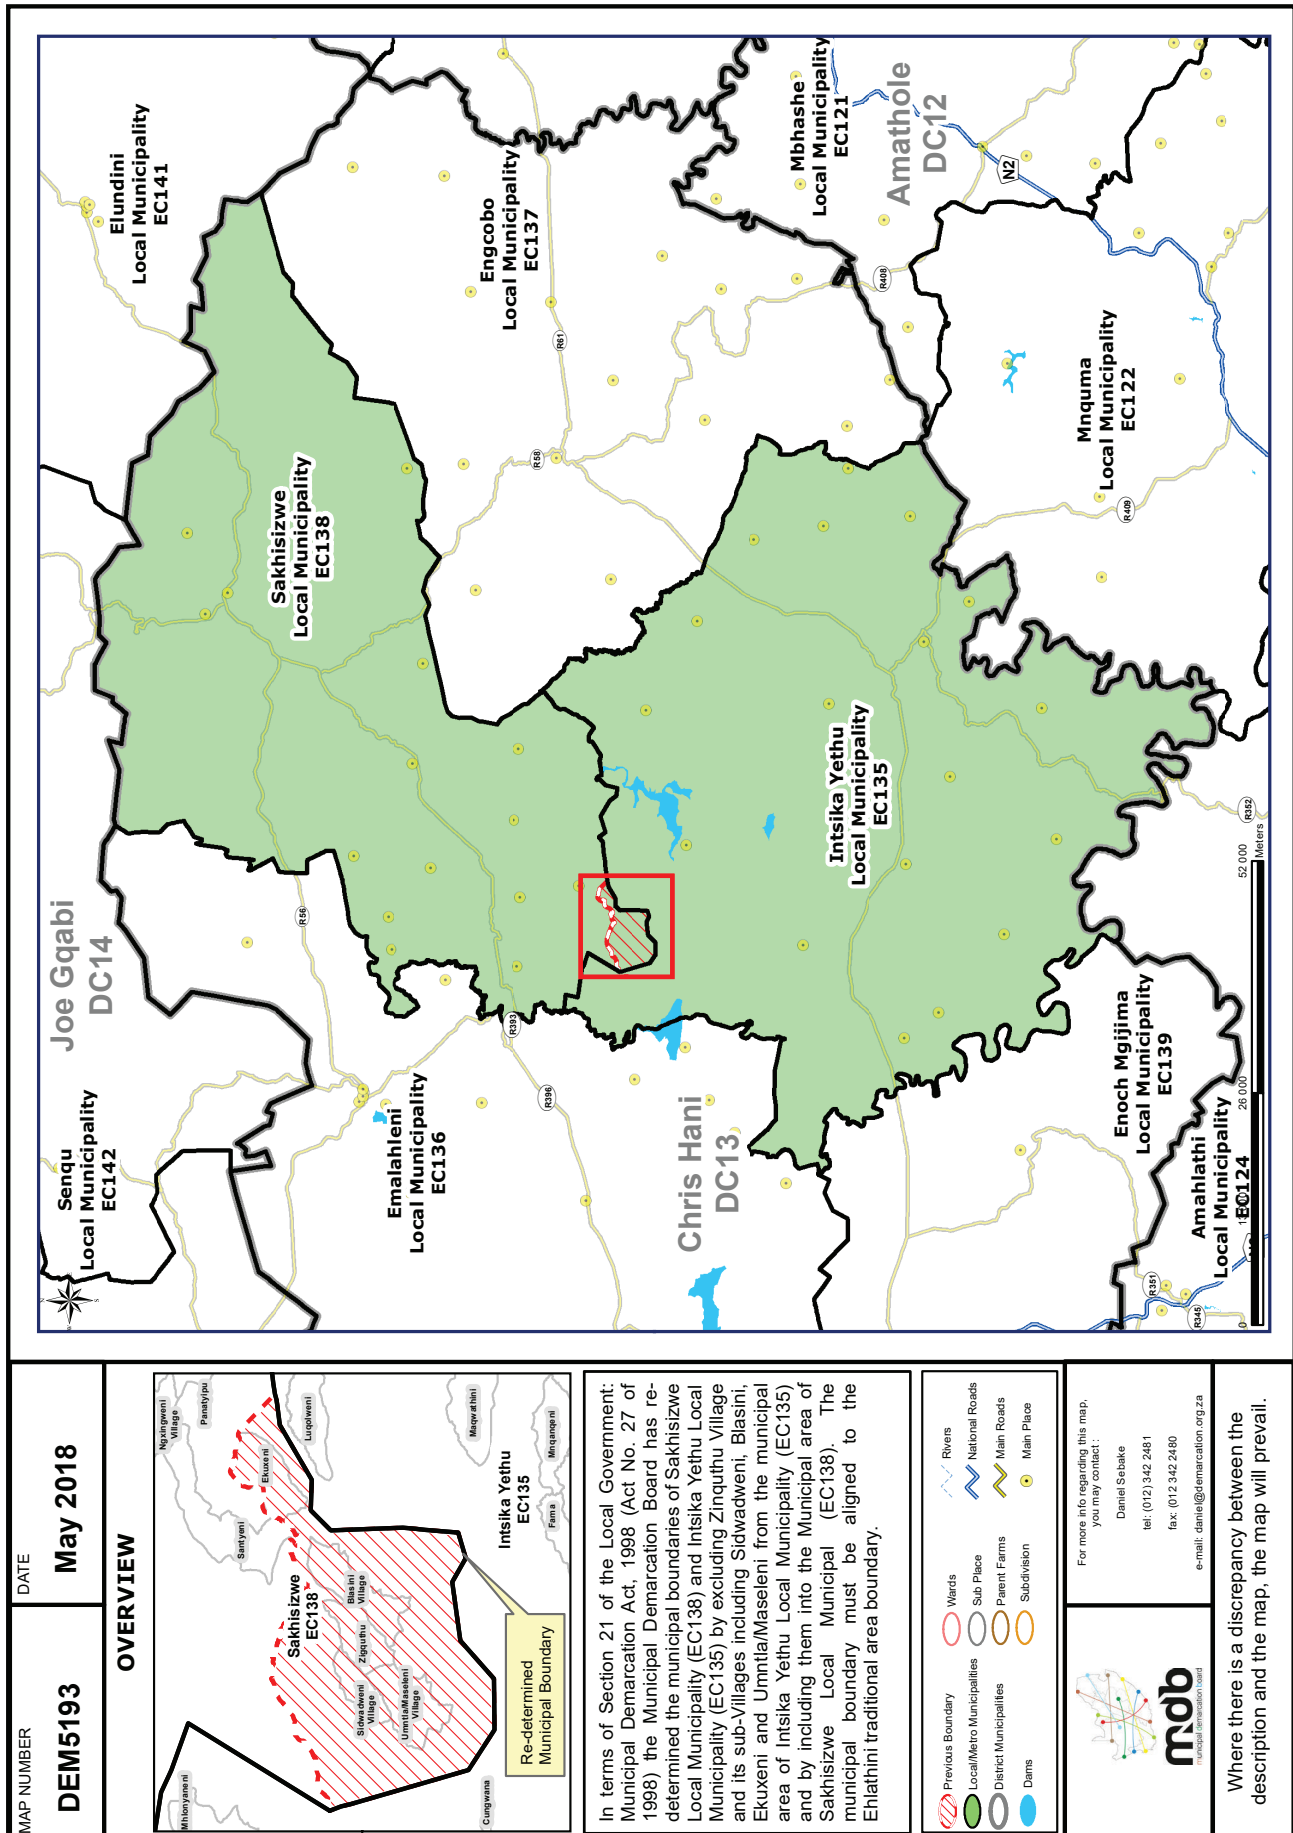 MAP NUMBER
DEM5193
DATE
May 2018
OVERVIEW
Mhlonyaneni
Cungwana
Ngxingweni
Village
Panatyipu
Santyeni
Ekuxeni
Luqolweni
Maqwathini
Sakhisizwe
EC138
Blasini
Village
Zigquthu
Sidwadweni
Village
Umntla/Maseleni
Village
Intsika Yethu
EC135
Fama
Mnqanqeni
Re-determined
Municipal Boundary
In terms of Section 21 of the Local Government:
Municipal Demarcation Act, 1998 (Act No. 27 of
1998) the Municipal Demarcation Board has re-
determined the municipal boundaries of Sakhisizwe
Local Municipality (EC138) and Intsika Yethu Local
Municipality (EC135) by excluding Zinquthu Village
and its sub-Villages including Sidwadweni, Blasini,
Ekuxeni and Umntla/Maseleni from the municipal
area of Intsika Yethu Local Municipality (EC135)
and by including them into the Municipal area of
Sakhisizwe Local Municipal (EC138). The
municipal boundary must be aligned to the
Ehlathini traditional area boundary.
Previous Boundary
Local/Metro Municipalities
District Municipalities
Dams
Wards
Sub Place
Parent Farms
Subdivision
Rivers
National Roads
Main Roads
Main Place
mdb
municipal demarcation board
For more info regarding this map,
you may contact :
Daniel Sebake
tel: (012) 342 2481
fax: (012 342 2480
e-mail: daniel@demarcation.org.za
Where there is a discrepancy between the
description and the map, the map will prevail.
N
S
Senqu
Local Municipality
EC142
Joe Gqabi
DC14
Elundini
Local Municipality
EC141
Sakhisizwe
Local Municipality
EC138
Emalahleni
Local Municipality
EC136
Engcobo
Local Municipality
EC137
Chris Hani
DC13
Mbhashe
Local Municipality
EC121
Amathole
DC12
Intsika Yethu
Local Municipality
EC135
Mnquma
Local Municipality
EC122
Enoch Mgijima
Local Municipality
EC139
Amahlathi
Local Municipality
EC124
R56
R393
R396
R58
R61
R408
N2
R409
R352
R351
R345
0
26 000
52 000
Meters